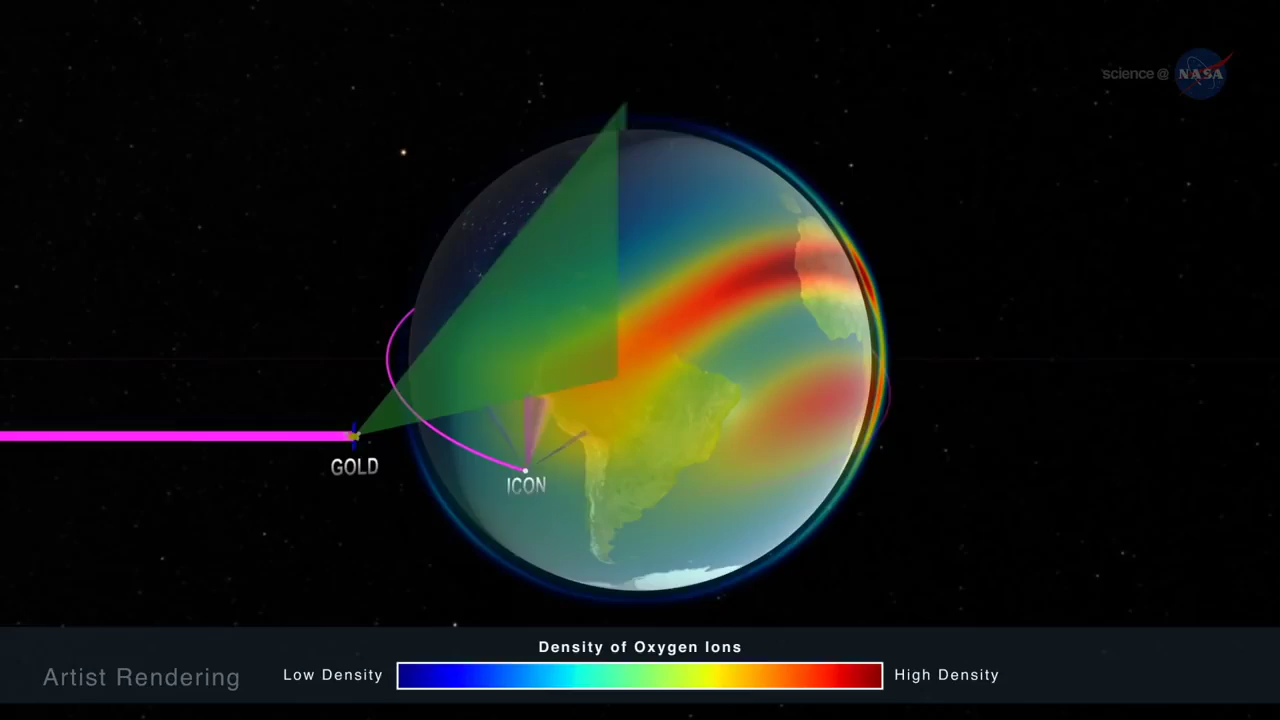 science @ NASA
GOLD
ICON
Density of Oxygen Ions
Artist Rendering
Low Density
High Density